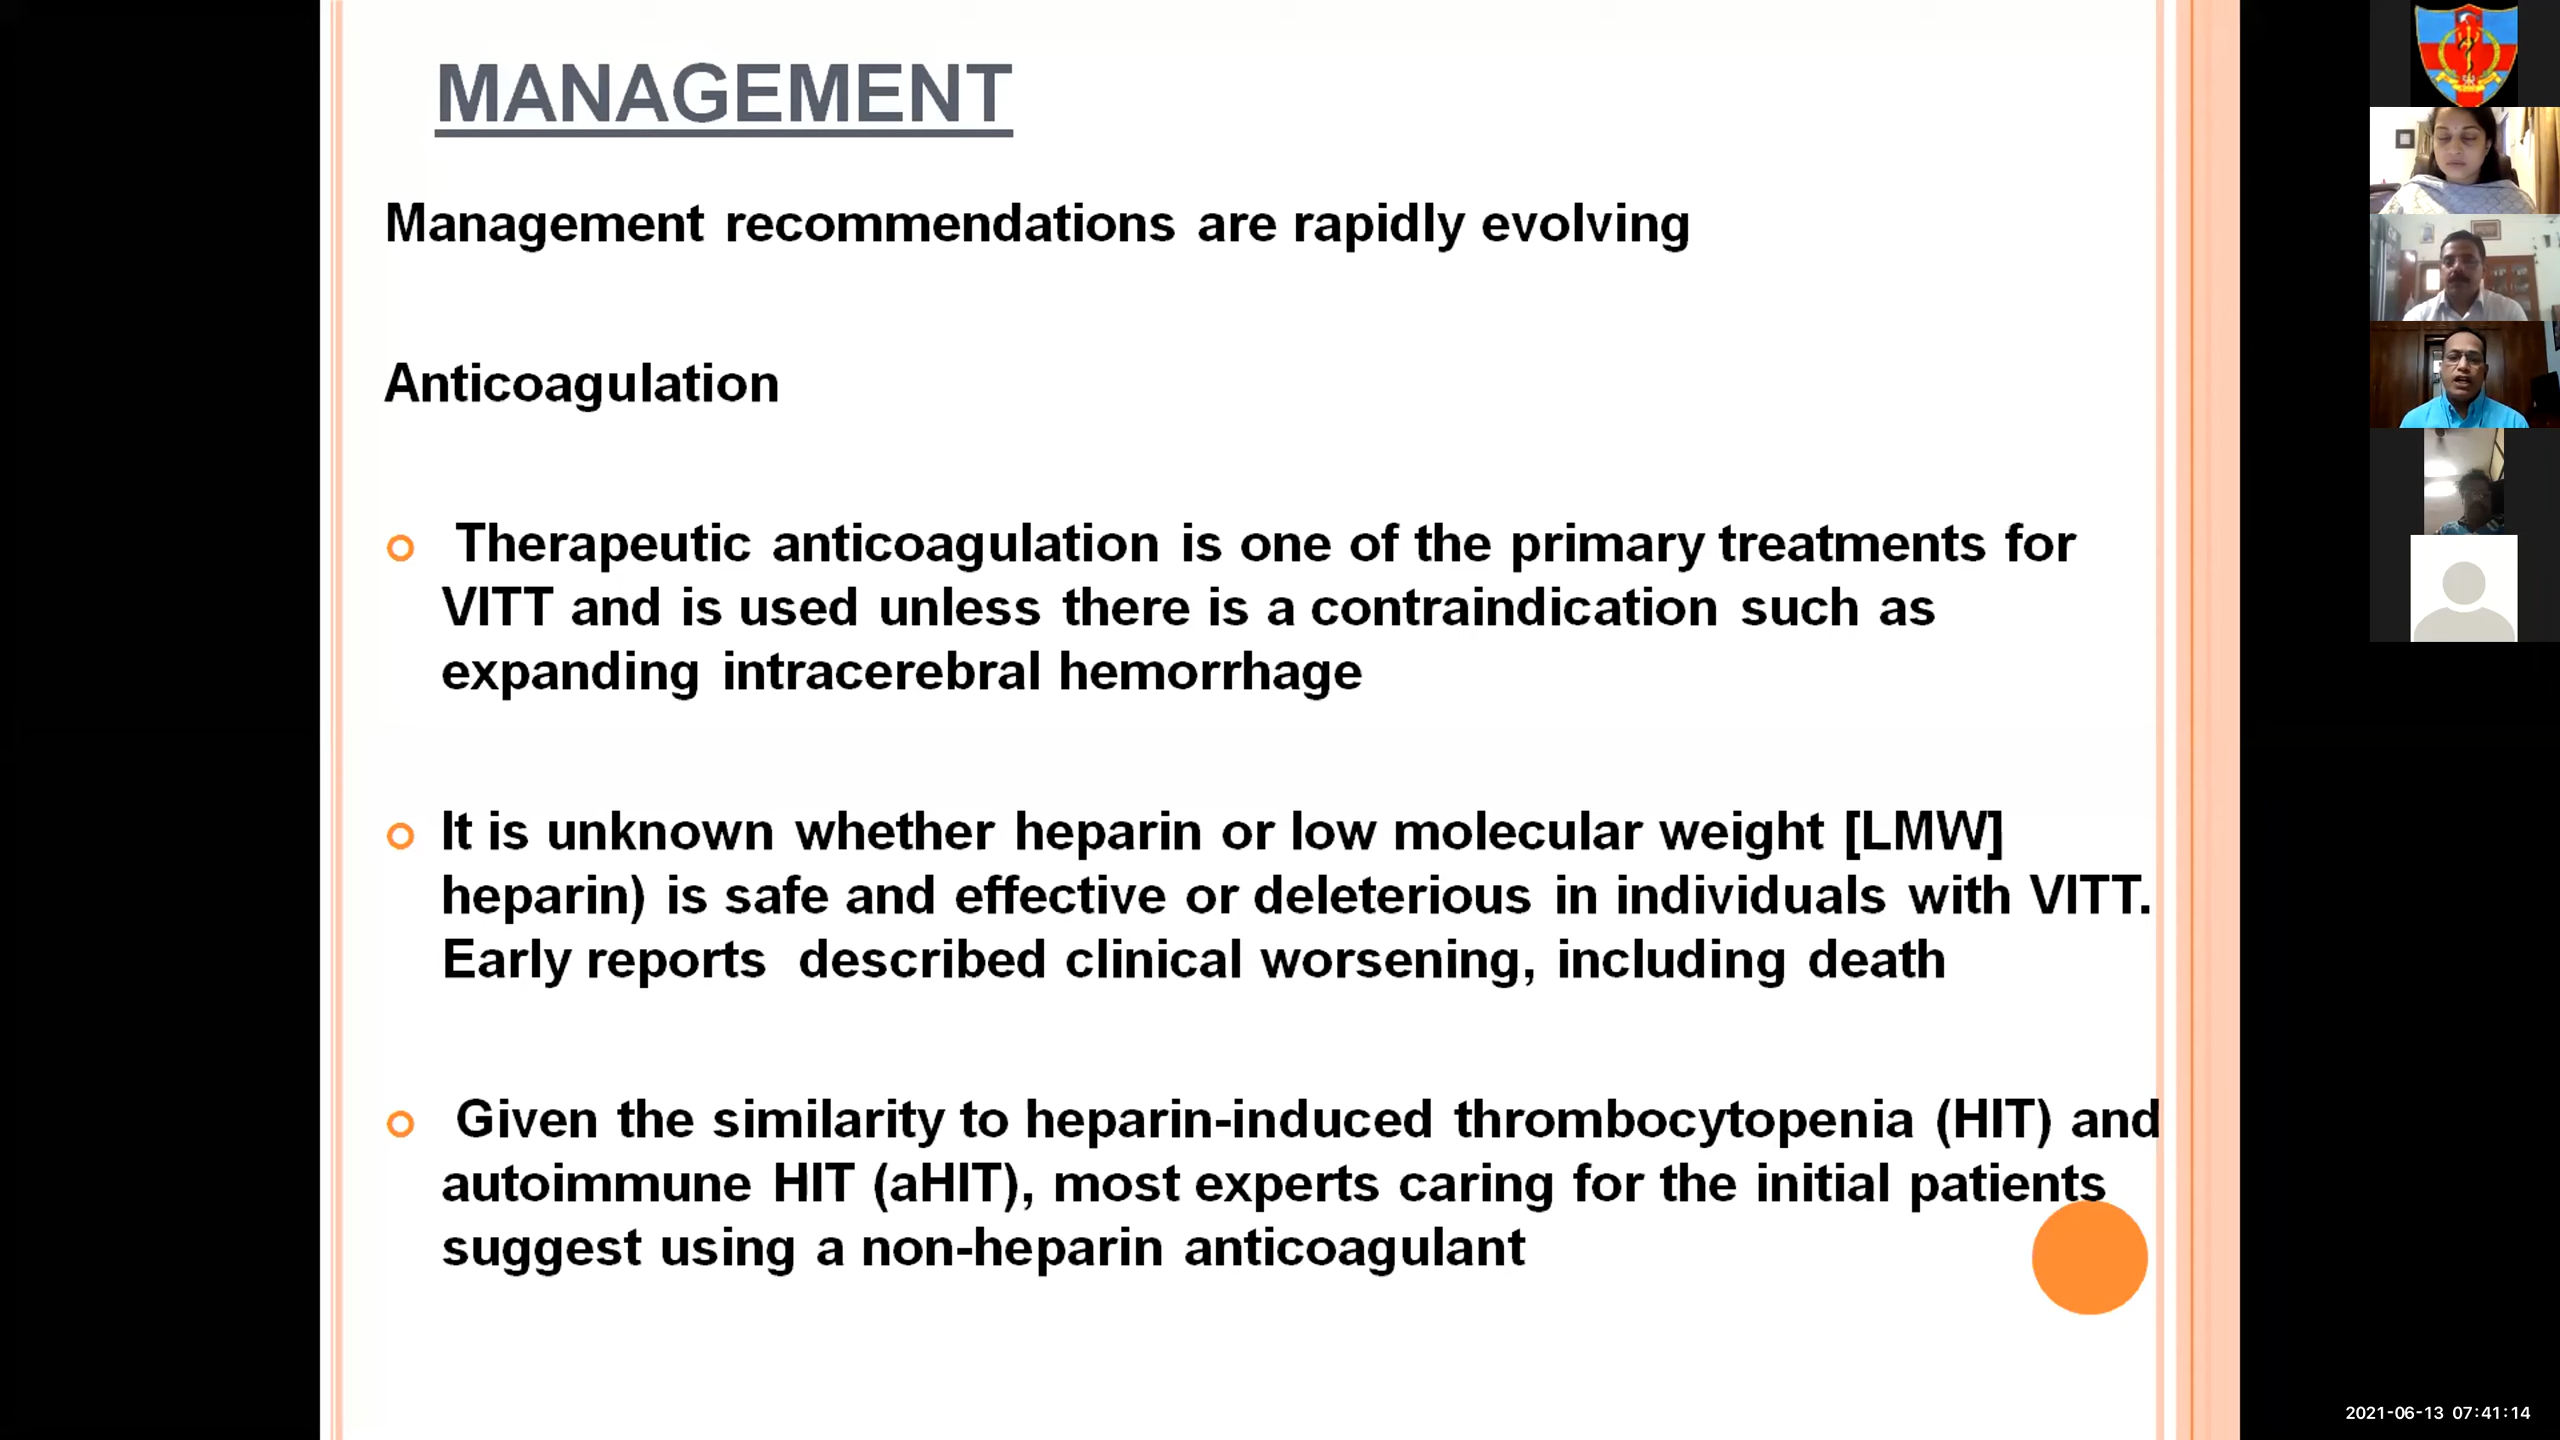 MANAGEMENT
Management recommendations are rapidly evolving
Anticoagulation
Therapeutic anticoagulation is one of the primary treatments for
VITT and is used unless there is a contraindication such as
expanding intracerebral hemorrhage
It is unknown whether heparin or low molecular weight [LMW]
heparin) is safe and effective or deleterious in individuals with VITT.
Early reports described clinical worsening, including death
Given the similarity to heparin-induced thrombocytopenia (HIT) and
autoimmune HIT (aHIT), most experts caring for the initial patients
suggest using a non-heparin anticoagulant
2021-06-13 07:41:14